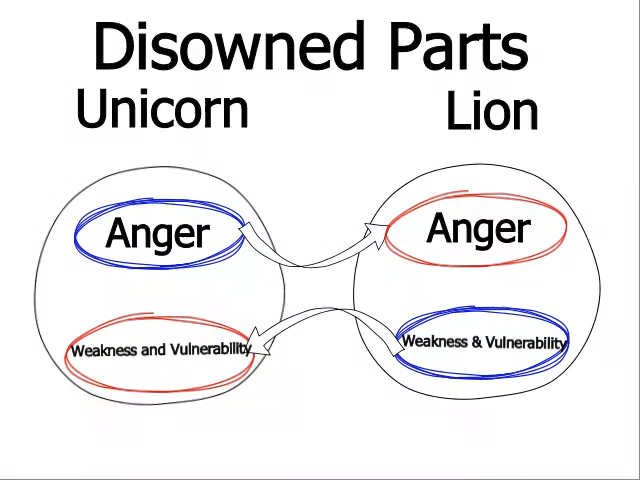 Disowned Parts
Unicorn
Lion
Anger
Anger
Weakness and Vulnerability
Weakness & Vulnerability